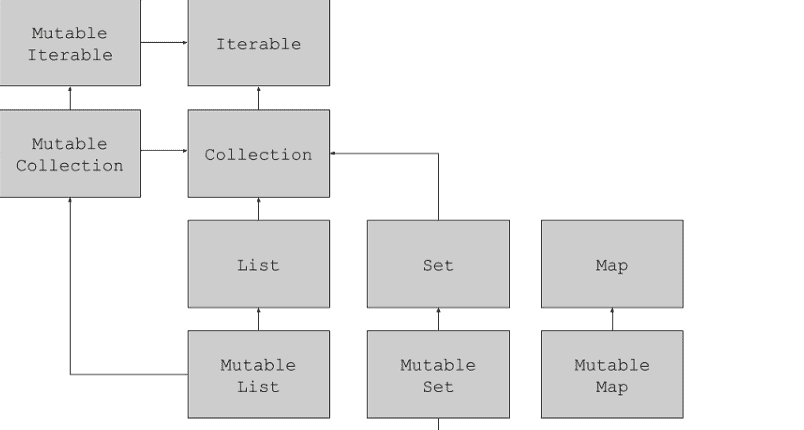 Mutable
Iterable
Iterable
Mutable
Collection
Collection
List
Set
Map
Mutable
List
Mutable
Set
Mutable
Map